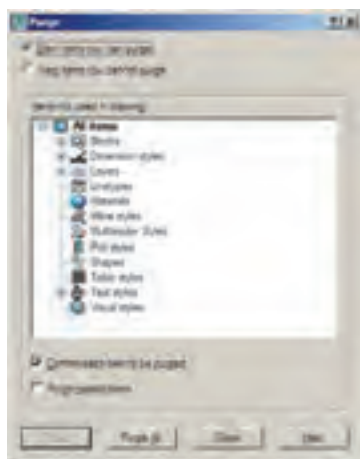 Purge
View items you can purge
View items you cannot purge
Items not used in drawing
All items
Blocks
Dimension styles
Layers
Linetypes
Materials
Mline styles
Multileader Styles
Plot styles
Shapes
Table styles
Text styles
Visual styles
Confirm each item to be purged
Purge nested items
Purge All
Close
Help